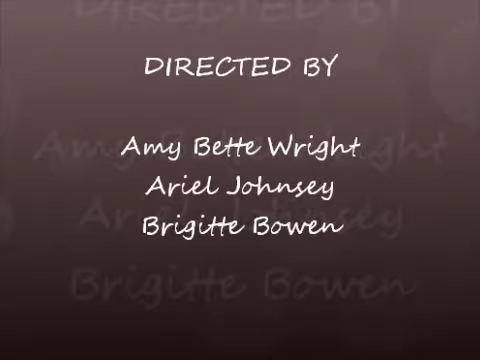 DIRECTED BY
Amy Bette Wright
Ariel Johnsey
Brigitte Bowen